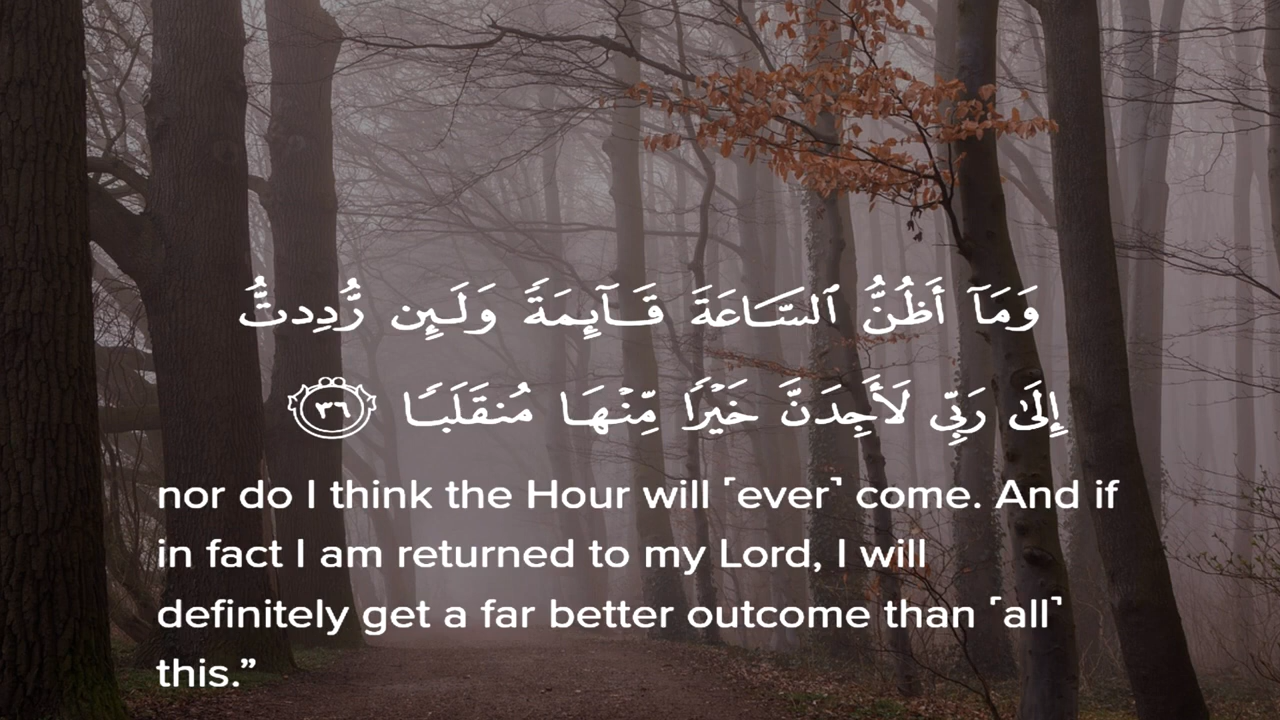 وَمَآ أَظُنُّ ٱلسَّاعَةَ قَآئِمَةً وَلَئِن رُّدِدتُّ
إِلَىٰ رَبِّى لَأَجِدَنَّ خَيْرًا مِّنْهَا مُنقَلَبًا ٣٦
nor do I think the Hour will ˹ever˺ come. And if
in fact I am returned to my Lord, I will
definitely get a far better outcome than ˹all˺
this.”